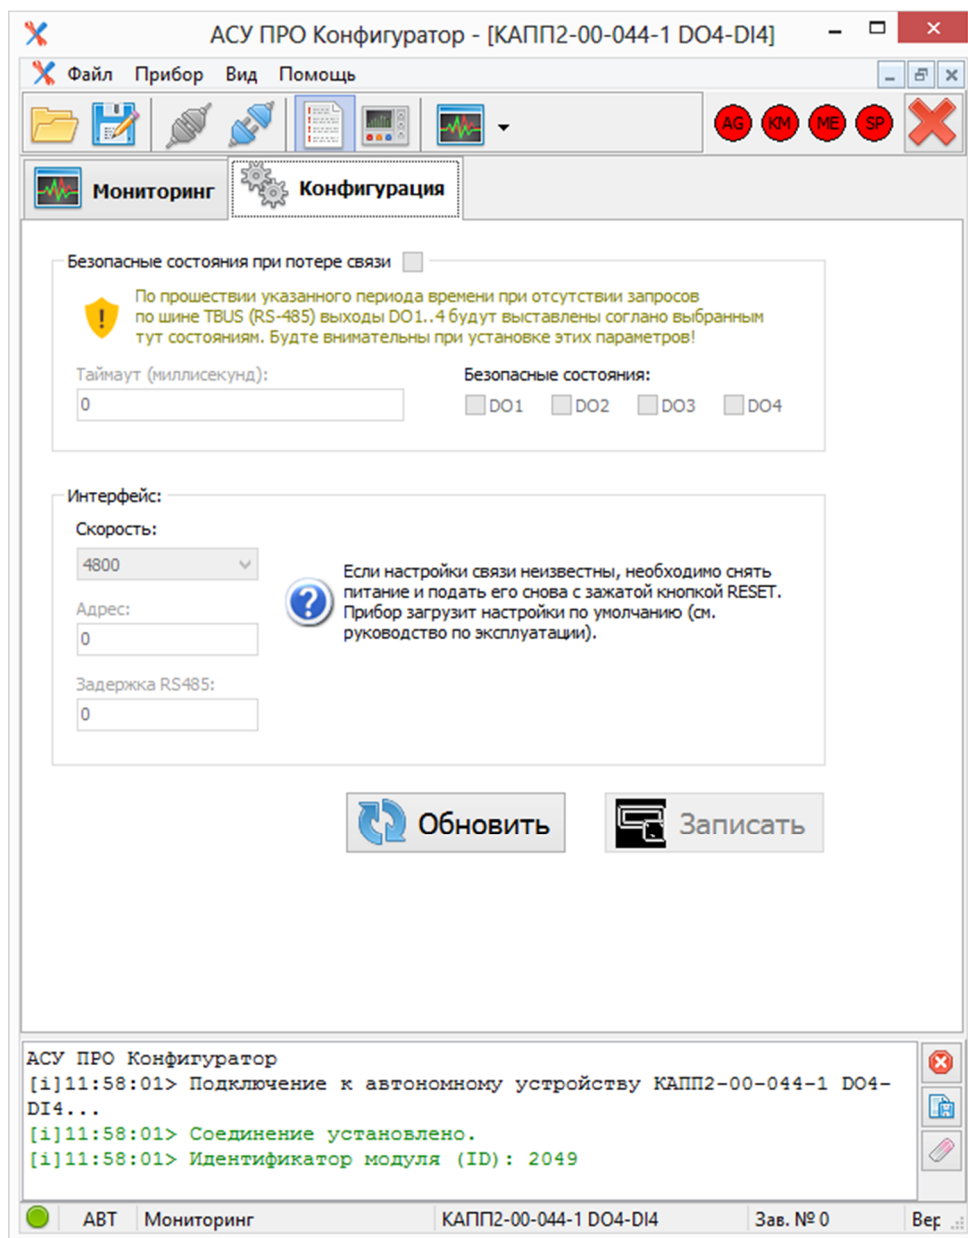 АСУ ПРО Конфигуратор - [КАПП2-00-044-1 DO4-DI4]
Файл Прибор Вид Помощь
AG KM ME SP
Мониторинг Конфигурация
Безопасные состояния при потере связи
По прошествии указанного периода времени при отсутствии запросов
по шине TBUS (RS-485) выходы DO1..4 будут выставлены соглано выбранным
тут состояниям. Будте внимательны при установке этих параметров!
Таймаут (миллисекунд): Безопасные состояния:
0 DO1 DO2 DO3 DO4
Интерфейс:
Скорость:
4800
Если настройки связи неизвестны, необходимо снять
питание и подать его снова с зажатой кнопкой RESET.
Прибор загрузит настройки по умолчанию (см.
руководство по эксплуатации).
Адрес:
0
Задержка RS485:
0
Обновить Записать
АСУ ПРО Конфигуратор
[i]11:58:01> Подключение к автономному устройству КАПП2-00-044-1 DO4-
DI4...
[i]11:58:01> Соединение установлено.
[i]11:58:01> Идентификатор модуля (ID): 2049
АВТ Мониторинг КАПП2-00-044-1 DO4-DI4 Зав. № 0 Вер